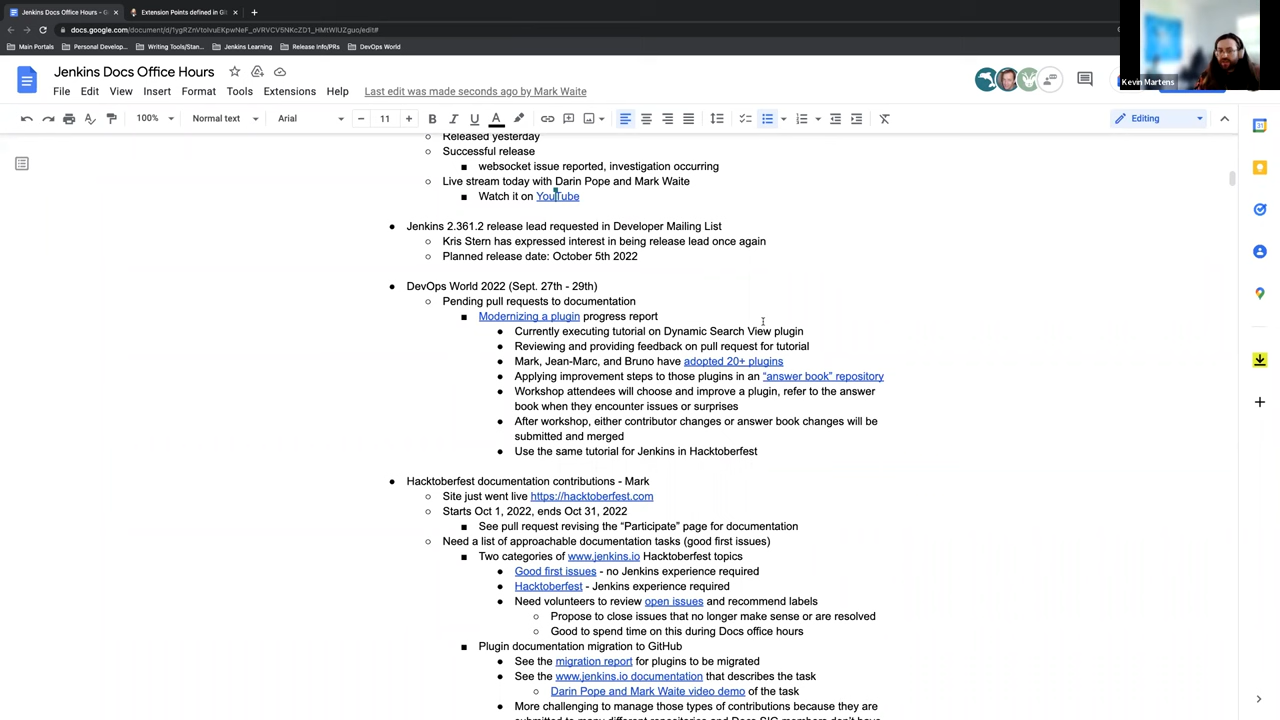 Jenkins Docs Office Hours - G
Extension Points defined in Git
docs.google.com/document/d/1ygRZnVtolvuEKpwNeF_oVRVCV5NKcZD1_HMtWlUZguo/edit#
Main Portals
Personal Develop...
Writing Tools/Stan...
Jenkins Learning
Release Info/PRs
DevOps World
Kevin Martens
Jenkins Docs Office Hours
File Edit View Insert Format Tools Extensions Help Last edit was made seconds ago by Mark Waite
100% Normal text Arial 11 Editing
Released yesterday
Successful release
websocket issue reported, investigation occurring
Live stream today with Darin Pope and Mark Waite
Watch it on YouTube
Jenkins 2.361.2 release lead requested in Developer Mailing List
Kris Stern has expressed interest in being release lead once again
Planned release date: October 5th 2022
DevOps World 2022 (Sept. 27th - 29th)
Pending pull requests to documentation
Modernizing a plugin progress report
Currently executing tutorial on Dynamic Search View plugin
Reviewing and providing feedback on pull request for tutorial
Mark, Jean-Marc, and Bruno have adopted 20+ plugins
Applying improvement steps to those plugins in an “answer book” repository
Workshop attendees will choose and improve a plugin, refer to the answer
book when they encounter issues or surprises
After workshop, either contributor changes or answer book changes will be
submitted and merged
Use the same tutorial for Jenkins in Hacktoberfest
Hacktoberfest documentation contributions - Mark
Site just went live https://hacktoberfest.com
Starts Oct 1, 2022, ends Oct 31, 2022
See pull request revising the “Participate” page for documentation
Need a list of approachable documentation tasks (good first issues)
Two categories of www.jenkins.io Hacktoberfest topics
Good first issues - no Jenkins experience required
Hacktoberfest - Jenkins experience required
Need volunteers to review open issues and recommend labels
Propose to close issues that no longer make sense or are resolved
Good to spend time on this during Docs office hours
Plugin documentation migration to GitHub
See the migration report for plugins to be migrated
See the www.jenkins.io documentation that describes the task
Darin Pope and Mark Waite video demo of the task
More challenging to manage those types of contributions because they are
submitted to many different repositories and Docs SIG members don't have